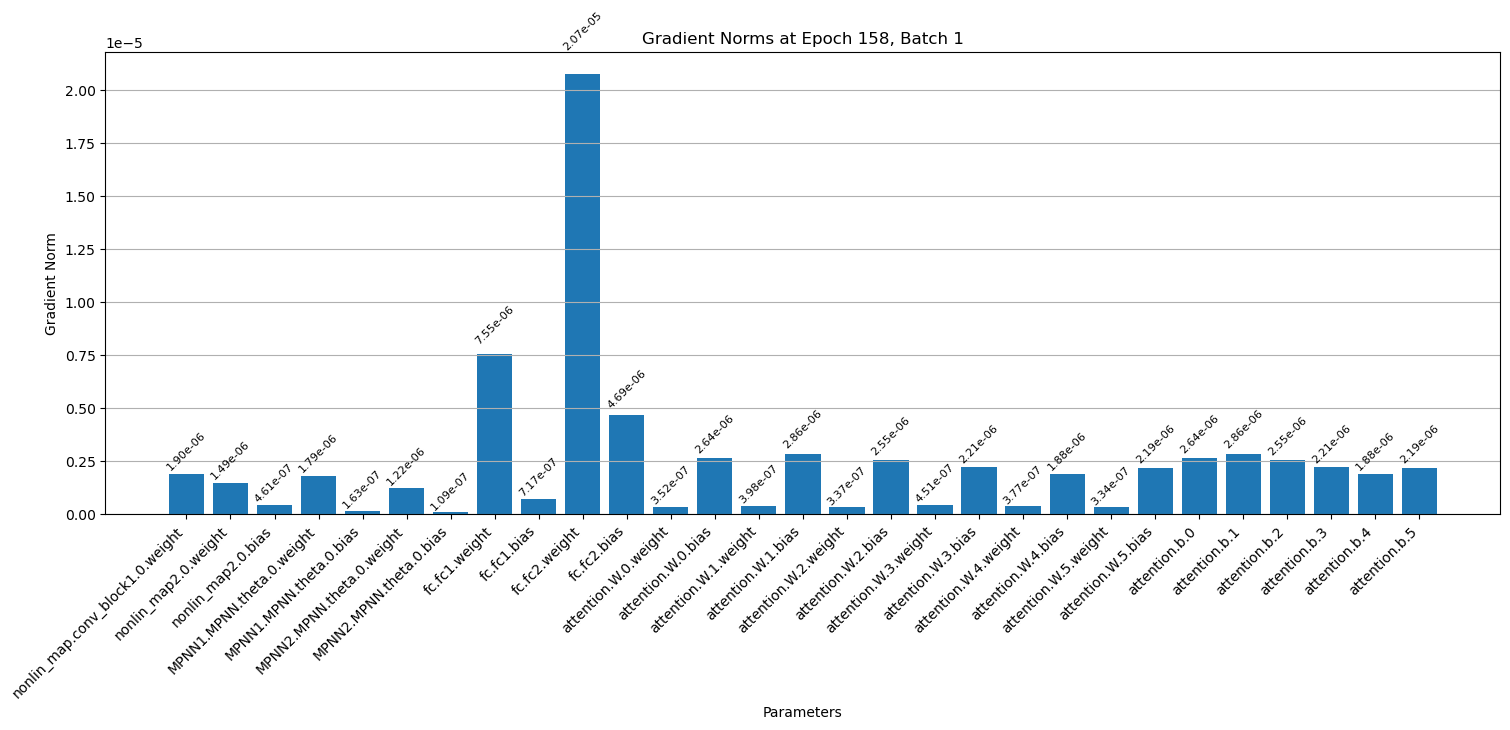 Gradient Norms at Epoch 158, Batch 1
1e−5
2.00
1.75
1.50
1.25
1.00
0.75
0.50
0.25
0.00
Gradient Norm
1.90e-06
1.49e-06
4.61e-07
1.79e-06
1.63e-07
1.22e-06
1.09e-07
7.55e-06
7.17e-07
2.07e-05
4.69e-06
3.52e-07
2.64e-06
3.98e-07
2.86e-06
3.37e-07
2.55e-06
4.51e-07
2.21e-06
3.77e-07
1.88e-06
3.34e-07
2.19e-06
2.64e-06
2.86e-06
2.55e-06
2.21e-06
1.88e-06
2.19e-06
nonlin_map.conv_block1.0.weight
nonlin_map2.0.weight
nonlin_map2.0.bias
MPNN1.MPNN.theta.0.weight
MPNN1.MPNN.theta.0.bias
MPNN2.MPNN.theta.0.weight
MPNN2.MPNN.theta.0.bias
fc.fc1.weight
fc.fc1.bias
fc.fc2.weight
fc.fc2.bias
attention.W.0.weight
attention.W.0.bias
attention.W.1.weight
attention.W.1.bias
attention.W.2.weight
attention.W.2.bias
attention.W.3.weight
attention.W.3.bias
attention.W.4.weight
attention.W.4.bias
attention.W.5.weight
attention.W.5.bias
attention.b.0
attention.b.1
attention.b.2
attention.b.3
attention.b.4
attention.b.5
Parameters